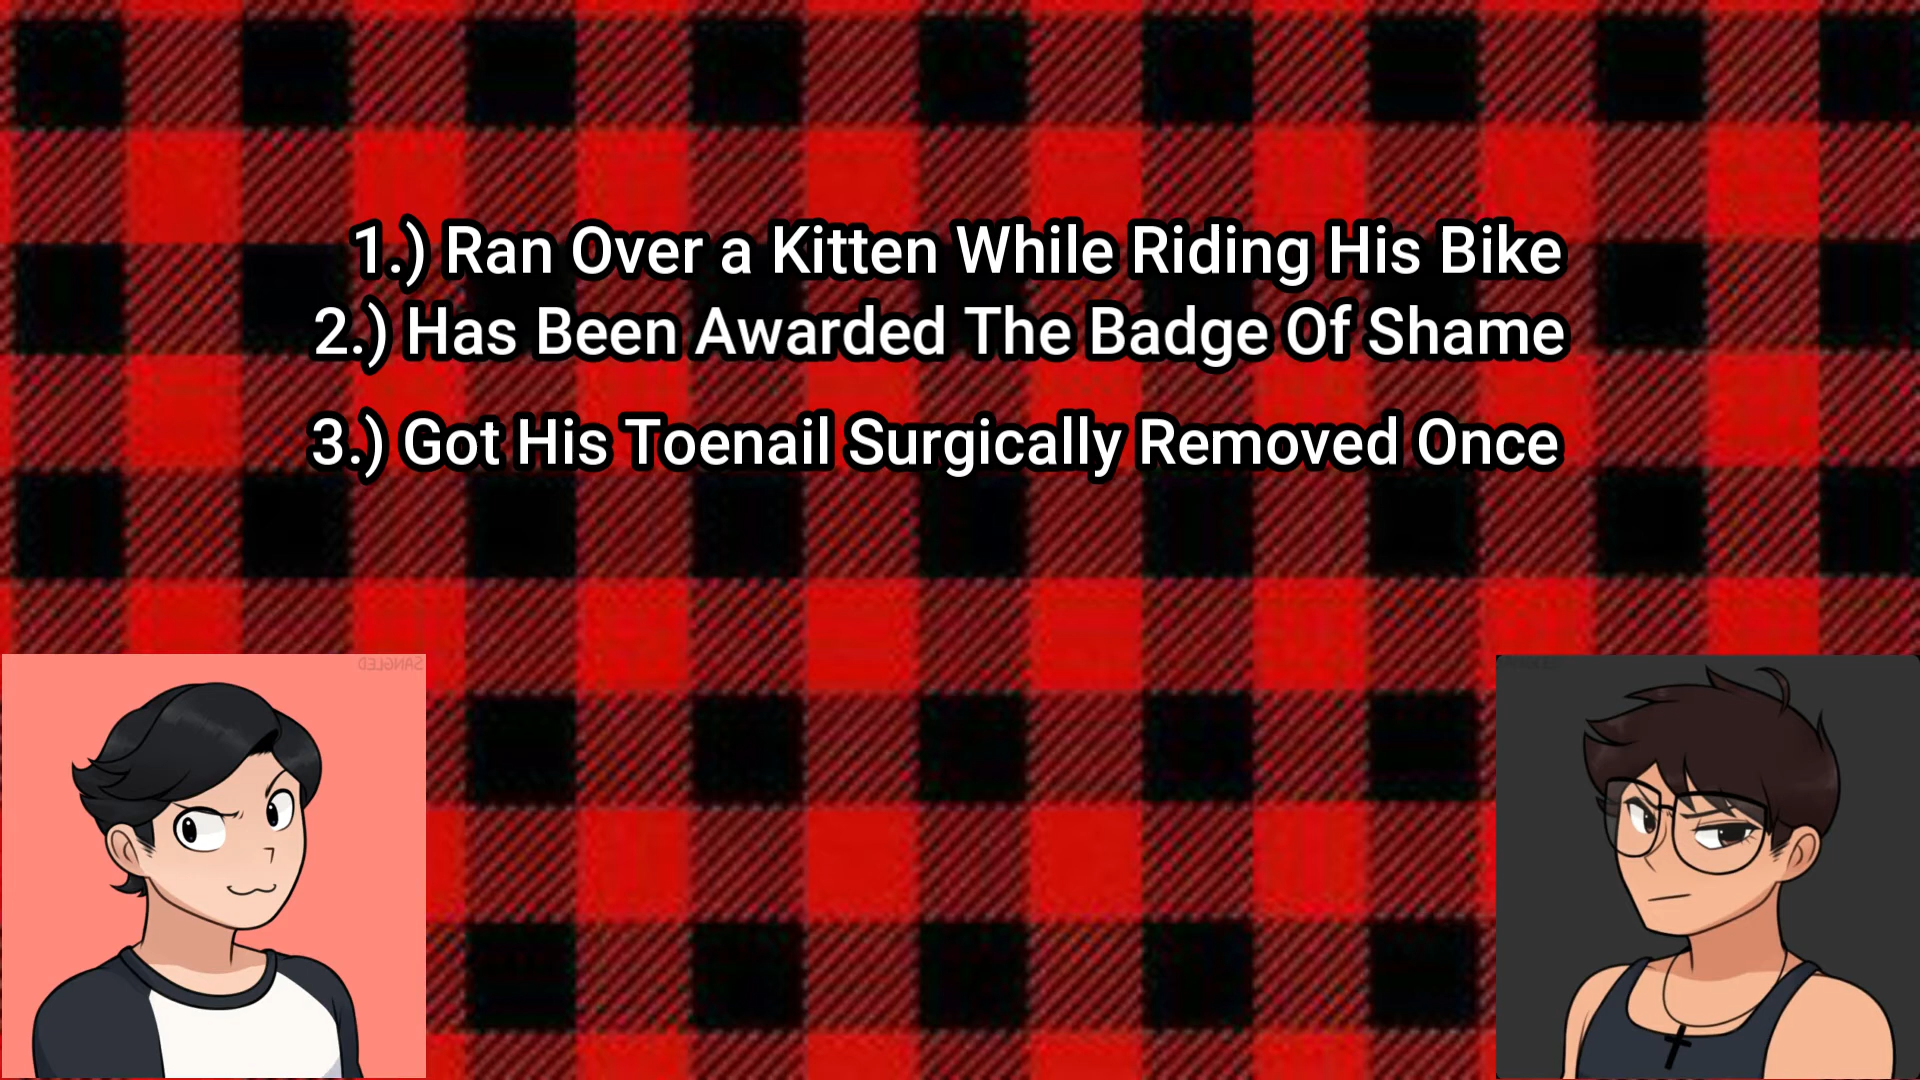 1.) Ran Over a Kitten While Riding His Bike
2.) Has Been Awarded The Badge Of Shame
3.) Got His Toenail Surgically Removed Once
SANGLED